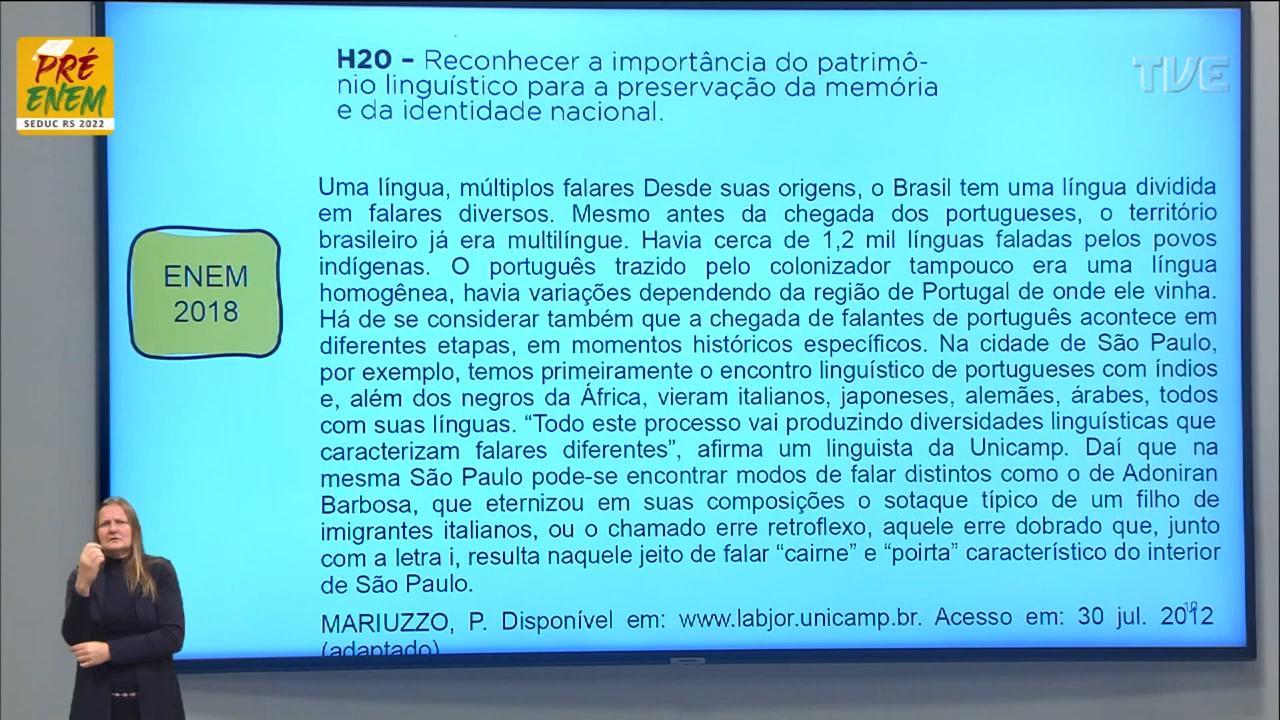 PRÉ
ENEM
SEDUC RS 2022
H20 – Reconhecer a importância do patrimô-
nio linguístico para a preservação da memória
e da identidade nacional.
TVE
Uma língua, múltiplos falares Desde suas origens, o Brasil tem uma língua dividida
em falares diversos. Mesmo antes da chegada dos portugueses, o território
brasileiro já era multilíngue. Havia cerca de 1,2 mil línguas faladas pelos povos
indígenas. O português trazido pelo colonizador tampouco era uma língua
homogênea, havia variações dependendo da região de Portugal de onde ele vinha.
Há de se considerar também que a chegada de falantes de português acontece em
diferentes etapas, em momentos históricos específicos. Na cidade de São Paulo,
por exemplo, temos primeiramente o encontro linguístico de portugueses com índios
e, além dos negros da África, vieram italianos, japoneses, alemães, árabes, todos
com suas línguas. “Todo este processo vai produzindo diversidades linguísticas que
caracterizam falares diferentes”, afirma um linguista da Unicamp. Daí que na
mesma São Paulo pode-se encontrar modos de falar distintos como o de Adoniran
Barbosa, que eternizou em suas composições o sotaque típico de um filho de
imigrantes italianos, ou o chamado erre retroflexo, aquele erre dobrado que, junto
com a letra i, resulta naquele jeito de falar “cairne” e “poirta” característico do interior
de São Paulo.
MARIUZZO, P. Disponível em: www.labjor.unicamp.br. Acesso em: 30 jul. 2012
(adaptado)
ENEM
2018